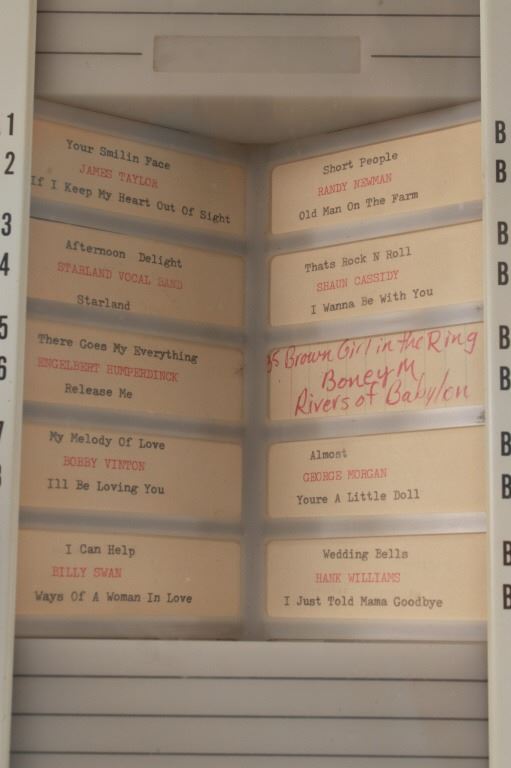 1
2
3
4
5
6
7
Your Smilin Face
JAMES TAYLOR
If I Keep My Heart Out Of Sight
Afternoon Delight
STARLAND VOCAL BAND
Starland
There Goes My Everything
ENGELBERT HUMPERDINCK
Release Me
My Melody Of Love
BOBBY VINTON
Ill Be Loving You
I Can Help
BILLY SWAN
Ways Of A Woman In Love
Short People
RANDY NEWMAN
Old Man On The Farm
Thats Rock N Roll
SHAUN CASSIDY
I Wanna Be With You
Brown Girl in the Ring
Boney M
Rivers of Babylon
Almost
GEORGE MORGAN
Youre A Little Doll
Wedding Bells
HANK WILLIAMS
I Just Told Mama Goodbye
B
B
B
B
B
B
B
B
B
B